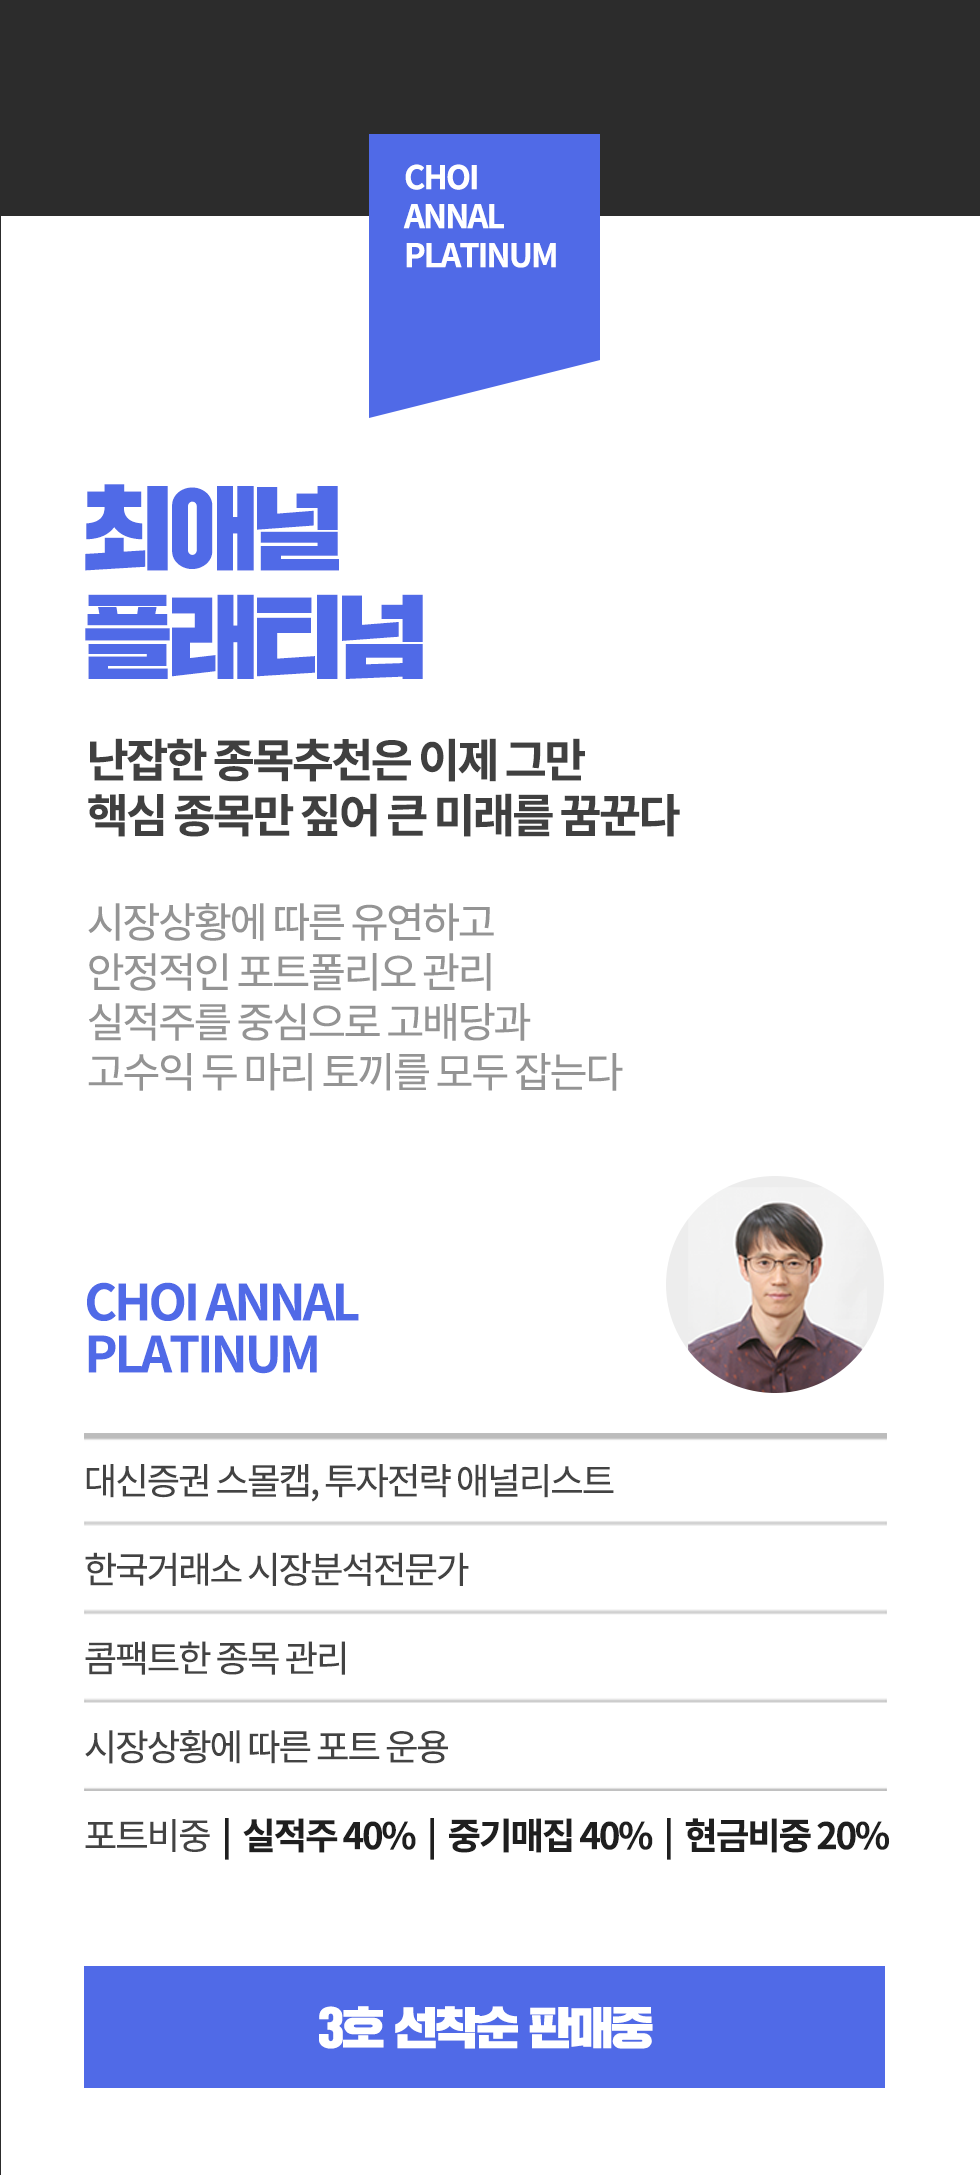 CHOI
ANNAL
PLATINUM
최애널
플래티넘
난잡한 종목추천은 이제 그만
핵심 종목만 짚어 큰 미래를 꿈꾼다
시장상황에 따른 유연하고
안정적인 포트폴리오 관리
실적주를 중심으로 고배당과
고수익 두 마리 토끼를 모두 잡는다
CHOI ANNAL
PLATINUM
대신증권 스몰캡, 투자전략 애널리스트
한국거래소 시장분석전문가
콤팩트한 종목 관리
시장상황에 따른 포트 운용
포트비중 | 실적주 40% | 중기매집 40% | 현금비중 20%
3호 선착순 판매중